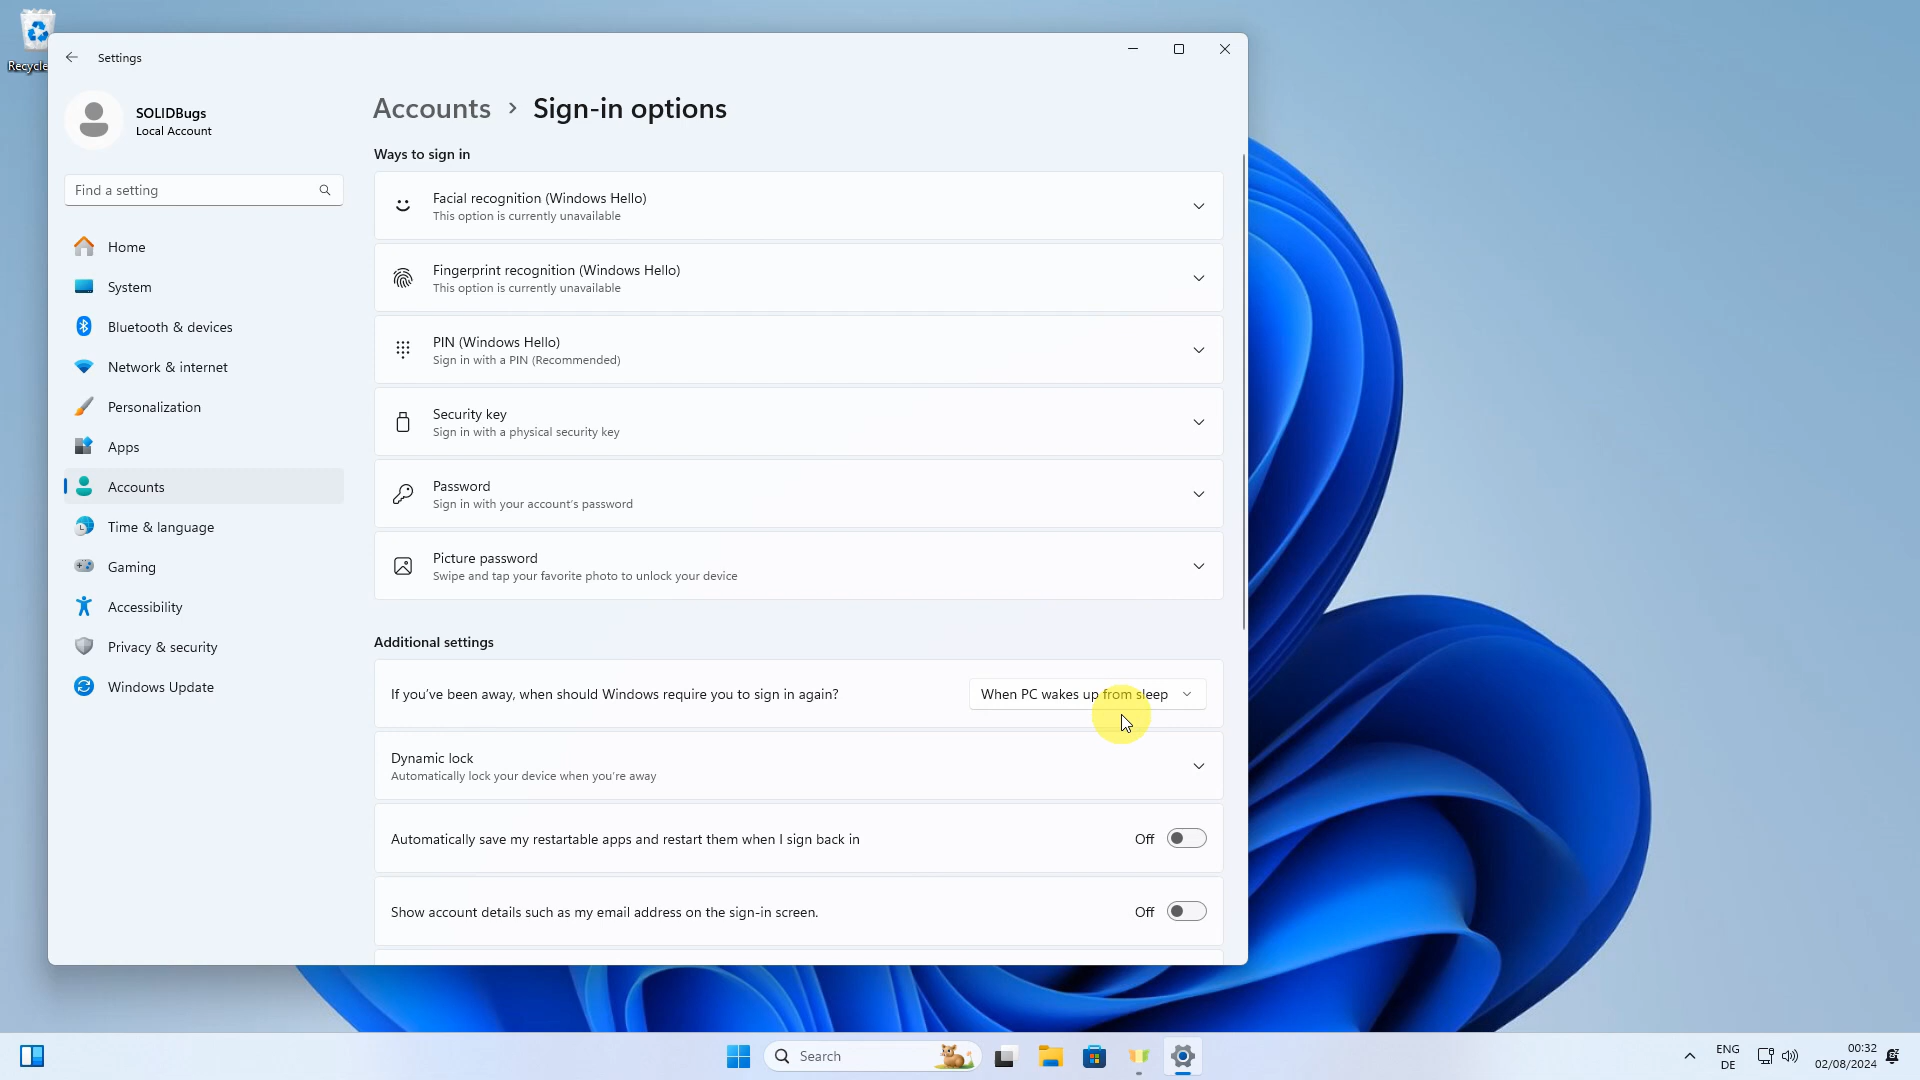 Recycle
Settings
SOLIDBugs
Local Account
Find a setting
Home
System
Bluetooth & devices
Network & internet
Personalization
Apps
Accounts
Time & language
Gaming
Accessibility
Privacy & security
Windows Update
Accounts > Sign-in options
Ways to sign in
Facial recognition (Windows Hello)
This option is currently unavailable
Fingerprint recognition (Windows Hello)
This option is currently unavailable
PIN (Windows Hello)
Sign in with a PIN (Recommended)
Security key
Sign in with a physical security key
Password
Sign in with your account's password
Picture password
Swipe and tap your favorite photo to unlock your device
Additional settings
If you've been away, when should Windows require you to sign in again?
When PC wakes up from sleep
Dynamic lock
Automatically lock your device when you're away
Automatically save my restartable apps and restart them when I sign back in
Off
Show account details such as my email address on the sign-in screen.
Off
Search
ENG
DE
00:32
02/08/2024